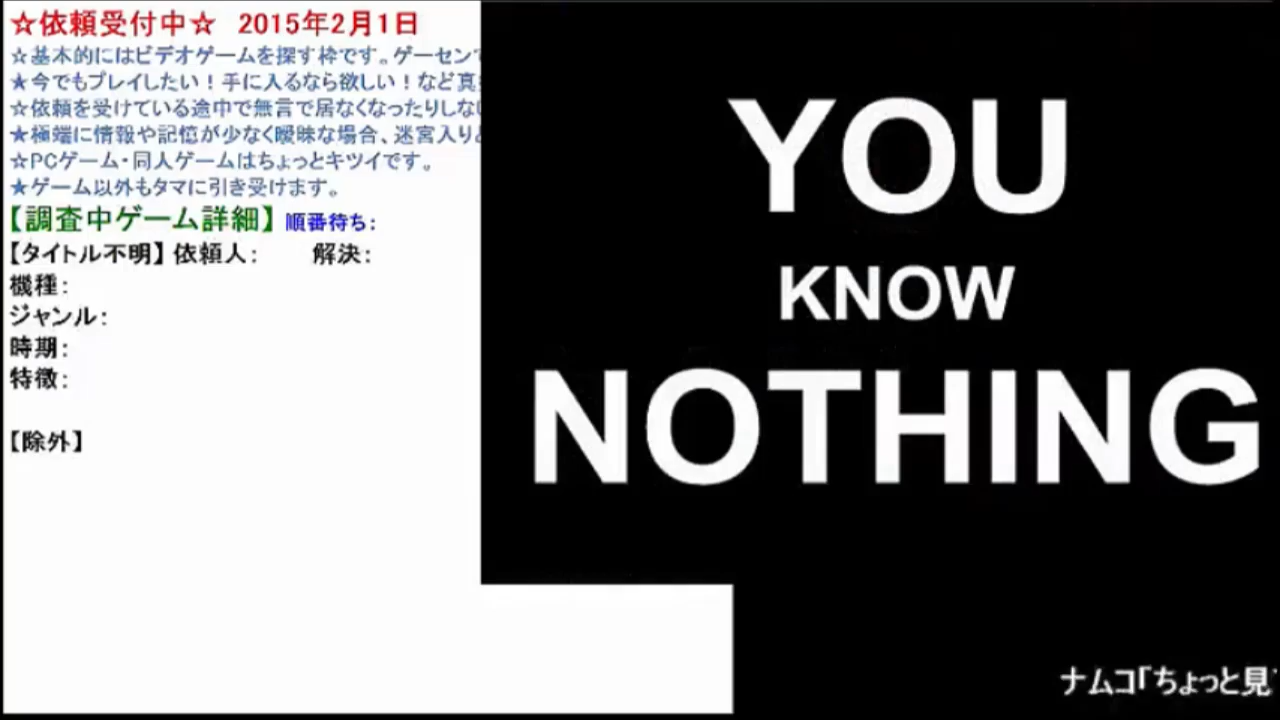 ☆依頼受付中☆ 2015年2月1日
☆基本的にはビデオゲームを探す枠です。ゲーセンで
★今でもプレイしたい！手に入るなら欲しい！など真
☆依頼を受けている途中で無言で居なくなったりしな
★極端に情報や記憶が少なく曖昧な場合、迷宮入り
☆PCゲーム・同人ゲームはちょっとキツイです。
★ゲーム以外もタマに引き受けます。
【調査中ゲーム詳細】 順番待ち：
【タイトル不明】 依頼人： 解決：
機種：
ジャンル：
時期：
特徴：
【除外】
YOU
KNOW
NOTHING
ナムコ「ちょっと見